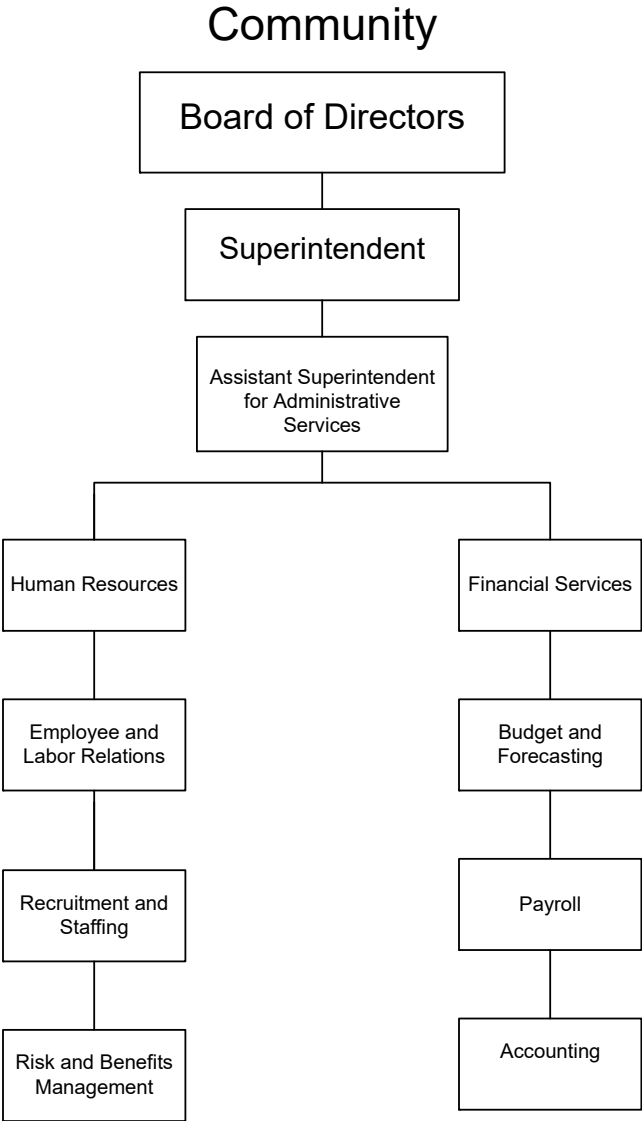 Community
Board of Directors
Superintendent
Assistant Superintendent
for Administrative
Services
Human Resources
Financial Services
Employee and
Labor Relations
Budget and
Forecasting
Recruitment and
Staffing
Payroll
Risk and Benefits
Management
Accounting